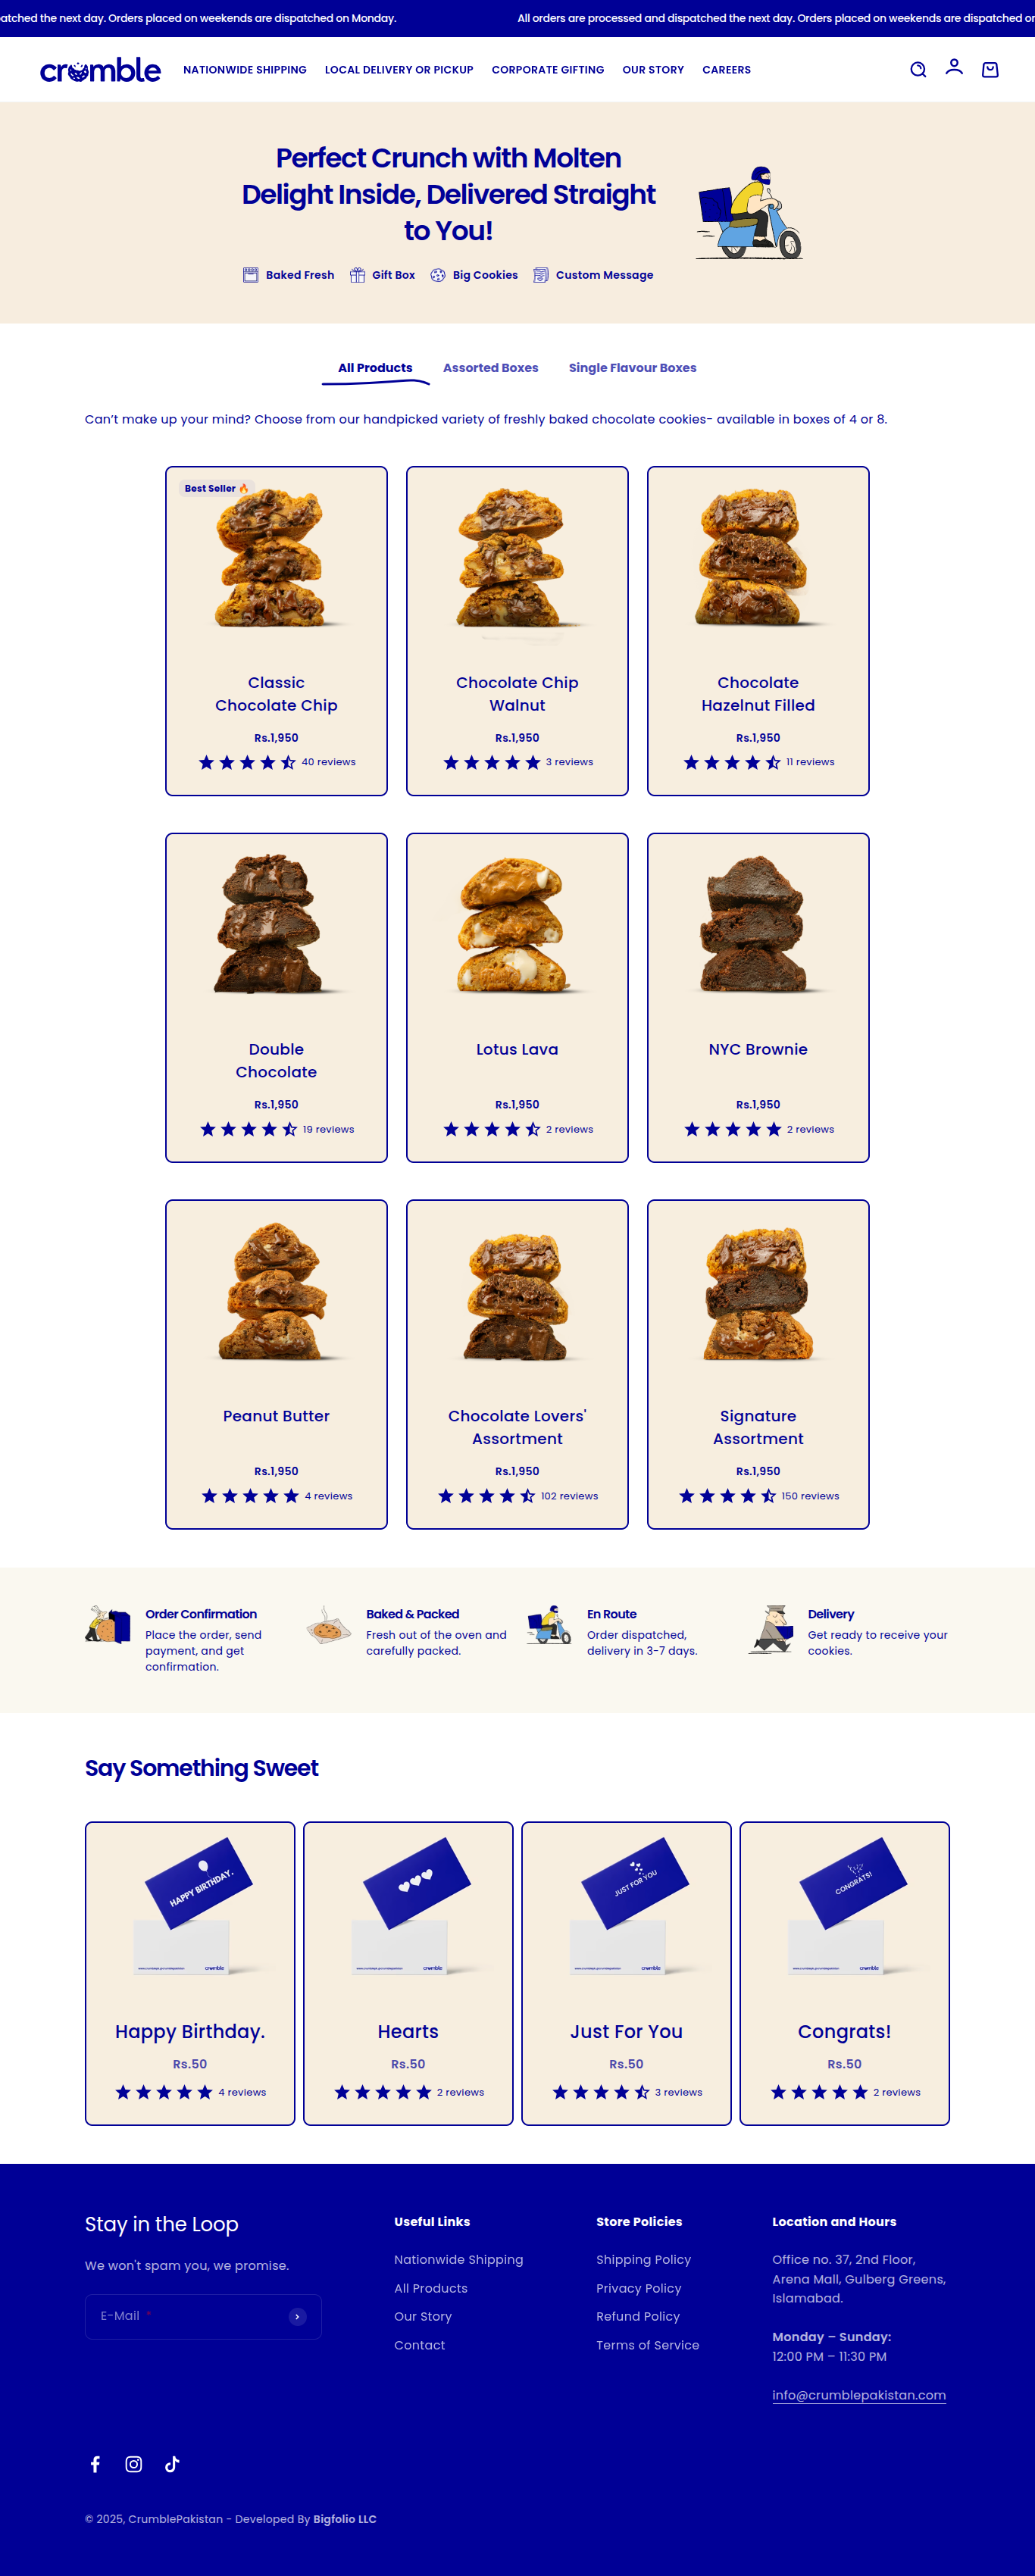 atched the next day. Orders placed on weekends are dispatched on Monday.
All orders are processed and dispatched the next day. Orders placed on weekends are dispatched on
crumble
NATIONWIDE SHIPPING
LOCAL DELIVERY OR PICKUP
CORPORATE GIFTING
OUR STORY
CAREERS
Perfect Crunch with Molten
Delight Inside, Delivered Straight
to You!
Baked Fresh
Gift Box
Big Cookies
Custom Message
All Products
Assorted Boxes
Single Flavour Boxes
Can’t make up your mind? Choose from our handpicked variety of freshly baked chocolate cookies- available in boxes of 4 or 8.
Best Seller 🔥
Classic
Chocolate Chip
Rs.1,950
40 reviews
Chocolate Chip
Walnut
Rs.1,950
3 reviews
Chocolate
Hazelnut Filled
Rs.1,950
11 reviews
Double
Chocolate
Rs.1,950
19 reviews
Lotus Lava
Rs.1,950
2 reviews
NYC Brownie
Rs.1,950
2 reviews
Peanut Butter
Rs.1,950
4 reviews
Chocolate Lovers'
Assortment
Rs.1,950
102 reviews
Signature
Assortment
Rs.1,950
150 reviews
Order Confirmation
Place the order, send
payment, and get
confirmation.
Baked & Packed
Fresh out of the oven and
carefully packed.
En Route
Order dispatched,
delivery in 3-7 days.
Delivery
Get ready to receive your
cookies.
Say Something Sweet
HAPPY BIRTHDAY.
crumble
Happy Birthday.
Rs.50
4 reviews
crumble
Hearts
Rs.50
2 reviews
JUST FOR YOU
crumble
Just For You
Rs.50
3 reviews
CONGRATS!
crumble
Congrats!
Rs.50
2 reviews
Stay in the Loop
We won't spam you, we promise.
E-Mail *
Useful Links
Nationwide Shipping
All Products
Our Story
Contact
Store Policies
Shipping Policy
Privacy Policy
Refund Policy
Terms of Service
Location and Hours
Office no. 37, 2nd Floor,
Arena Mall, Gulberg Greens,
Islamabad.
Monday – Sunday:
12:00 PM – 11:30 PM
info@crumblepakistan.com
© 2025, CrumblePakistan - Developed By Bigfolio LLC